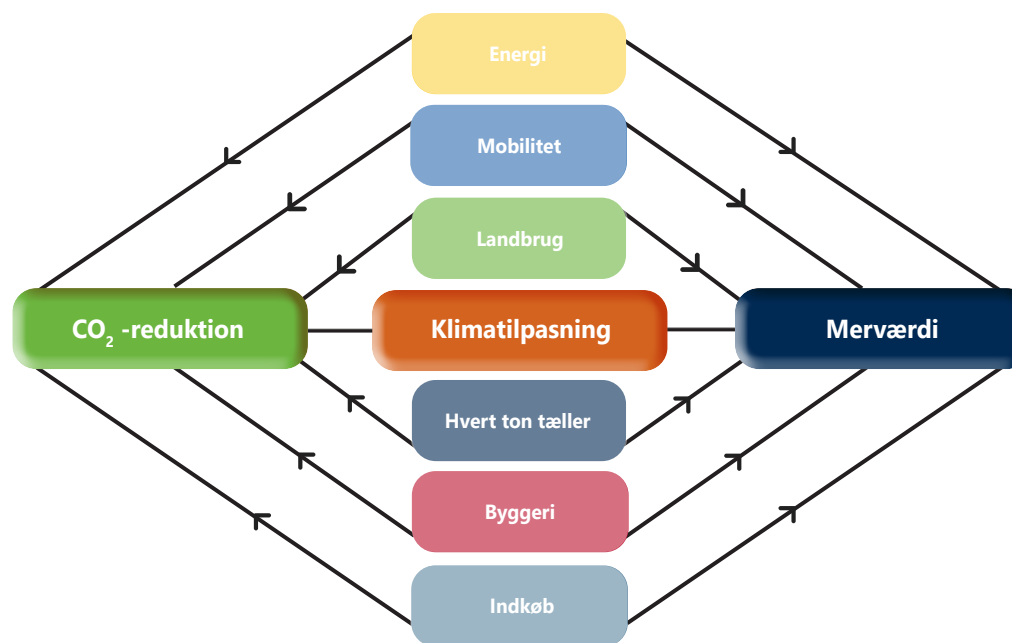 Energi
Mobilitet
Landbrug
CO₂ -reduktion
Klimatilpasning
Merværdi
Hvert ton tæller
Byggeri
Indkøb